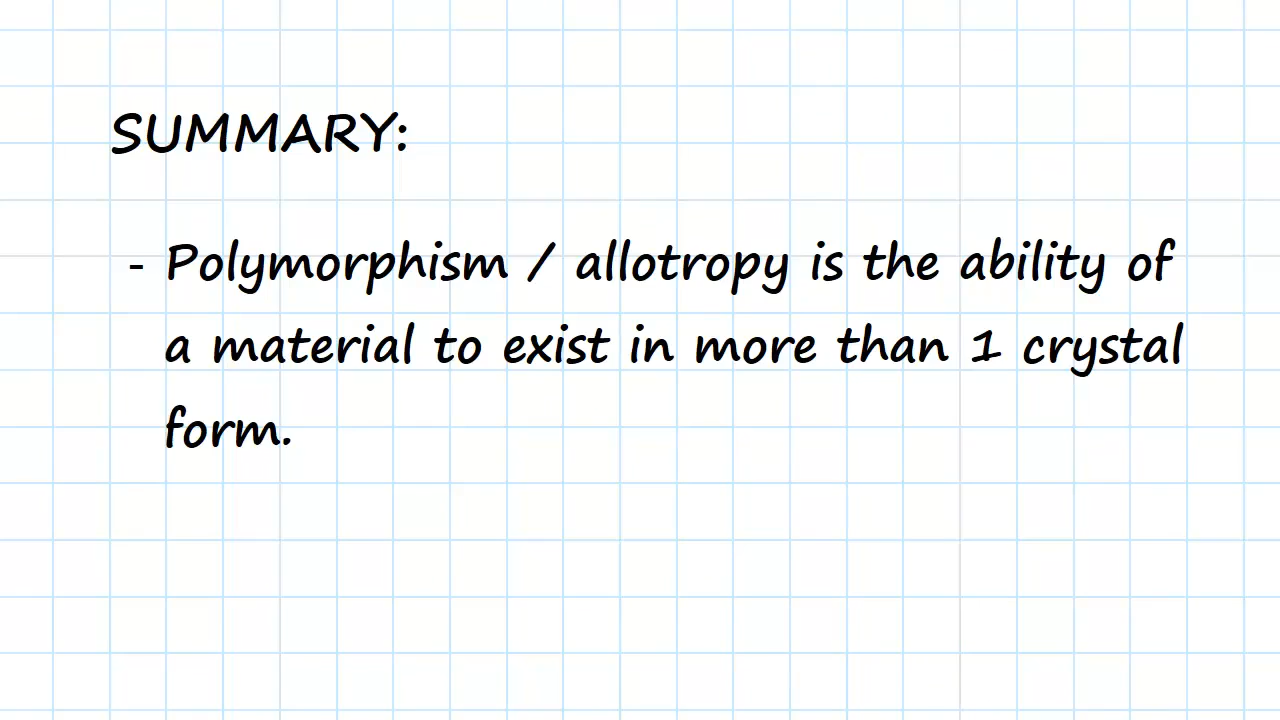 SUMMARY:
- Polymorphism / allotropy is the ability of
a material to exist in more than 1 crystal
form.